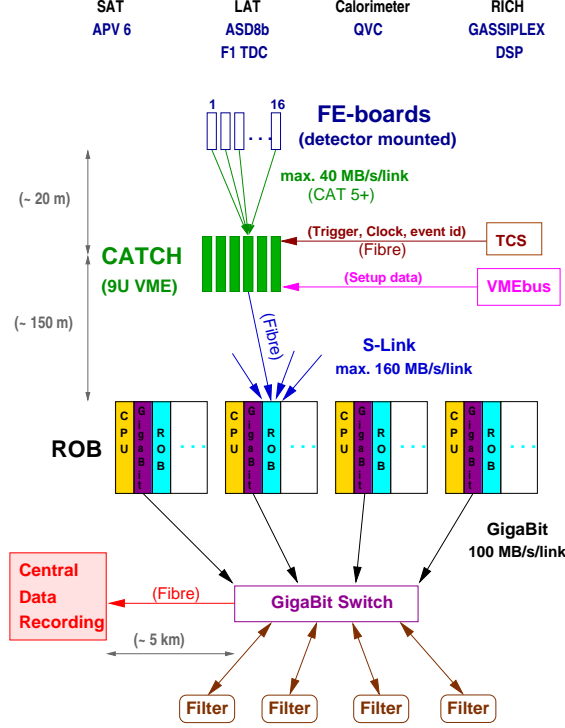 SAT LAT Calorimeter RICH
APV 6 ASD8b QVC GASSIPLEX
F1 TDC DSP
1 16
FE-boards
. . .
(detector mounted)
max. 40 MB/s/link
(CAT 5+)
(~ 20 m)
(Trigger, Clock, event id)
TCS
(Fibre)
CATCH
(9U VME)
(Setup data)
VMEbus
(~ 150 m)
(Fibre)
S-Link
max. 160 MB/s/link
ROB
CPU GigaBit ROB . . .
CPU GigaBit ROB . . .
CPU GigaBit ROB . . .
CPU GigaBit ROB . . .
GigaBit
100 MB/s/link
Central
Data
Recording
(Fibre)
GigaBit Switch
(~ 5 km)
Filter Filter Filter Filter